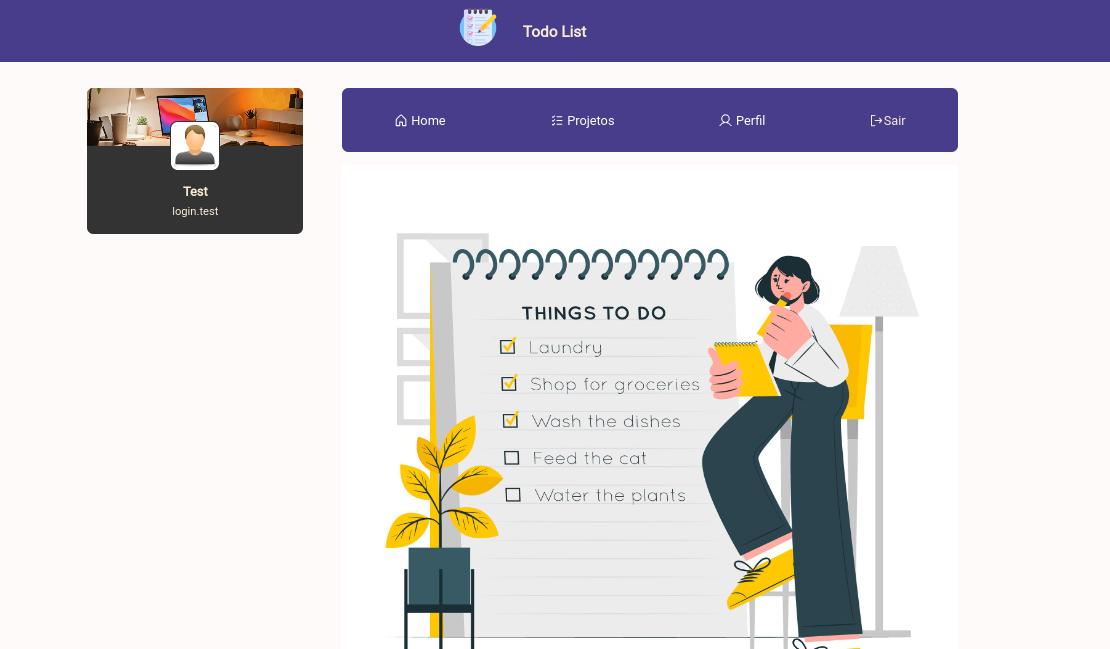 Todo List
Home Projetos Perfil Sair
Test
login.test
THINGS TO DO
Laundry
Shop for groceries
Wash the dishes
Feed the cat
Water the plants